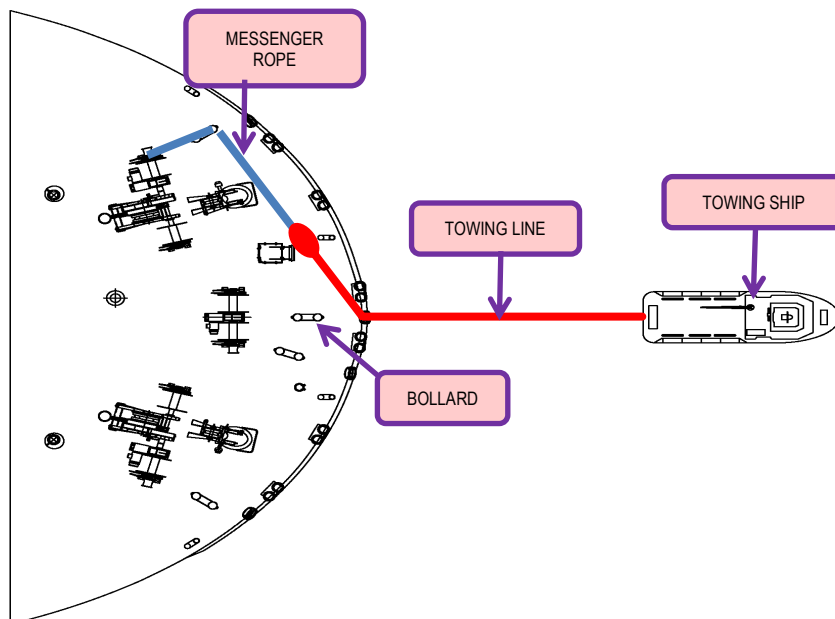 MESSENGER
ROPE
TOWING SHIP
TOWING LINE
BOLLARD